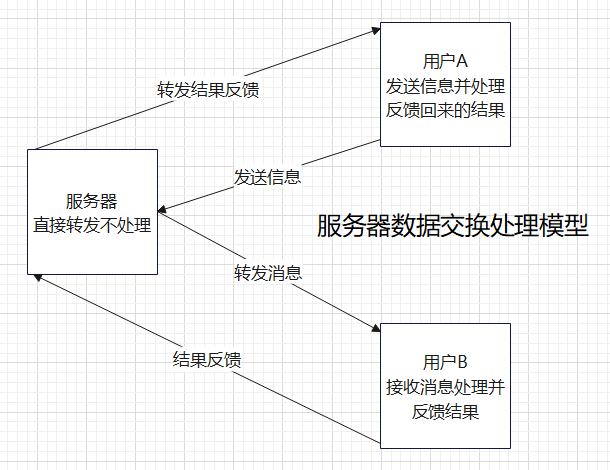 用户A
发送信息并处理
反馈回来的结果
转发结果反馈
发送信息
服务器
直接转发不处理
服务器数据交换处理模型
转发消息
结果反馈
用户B
接收消息处理并
反馈结果